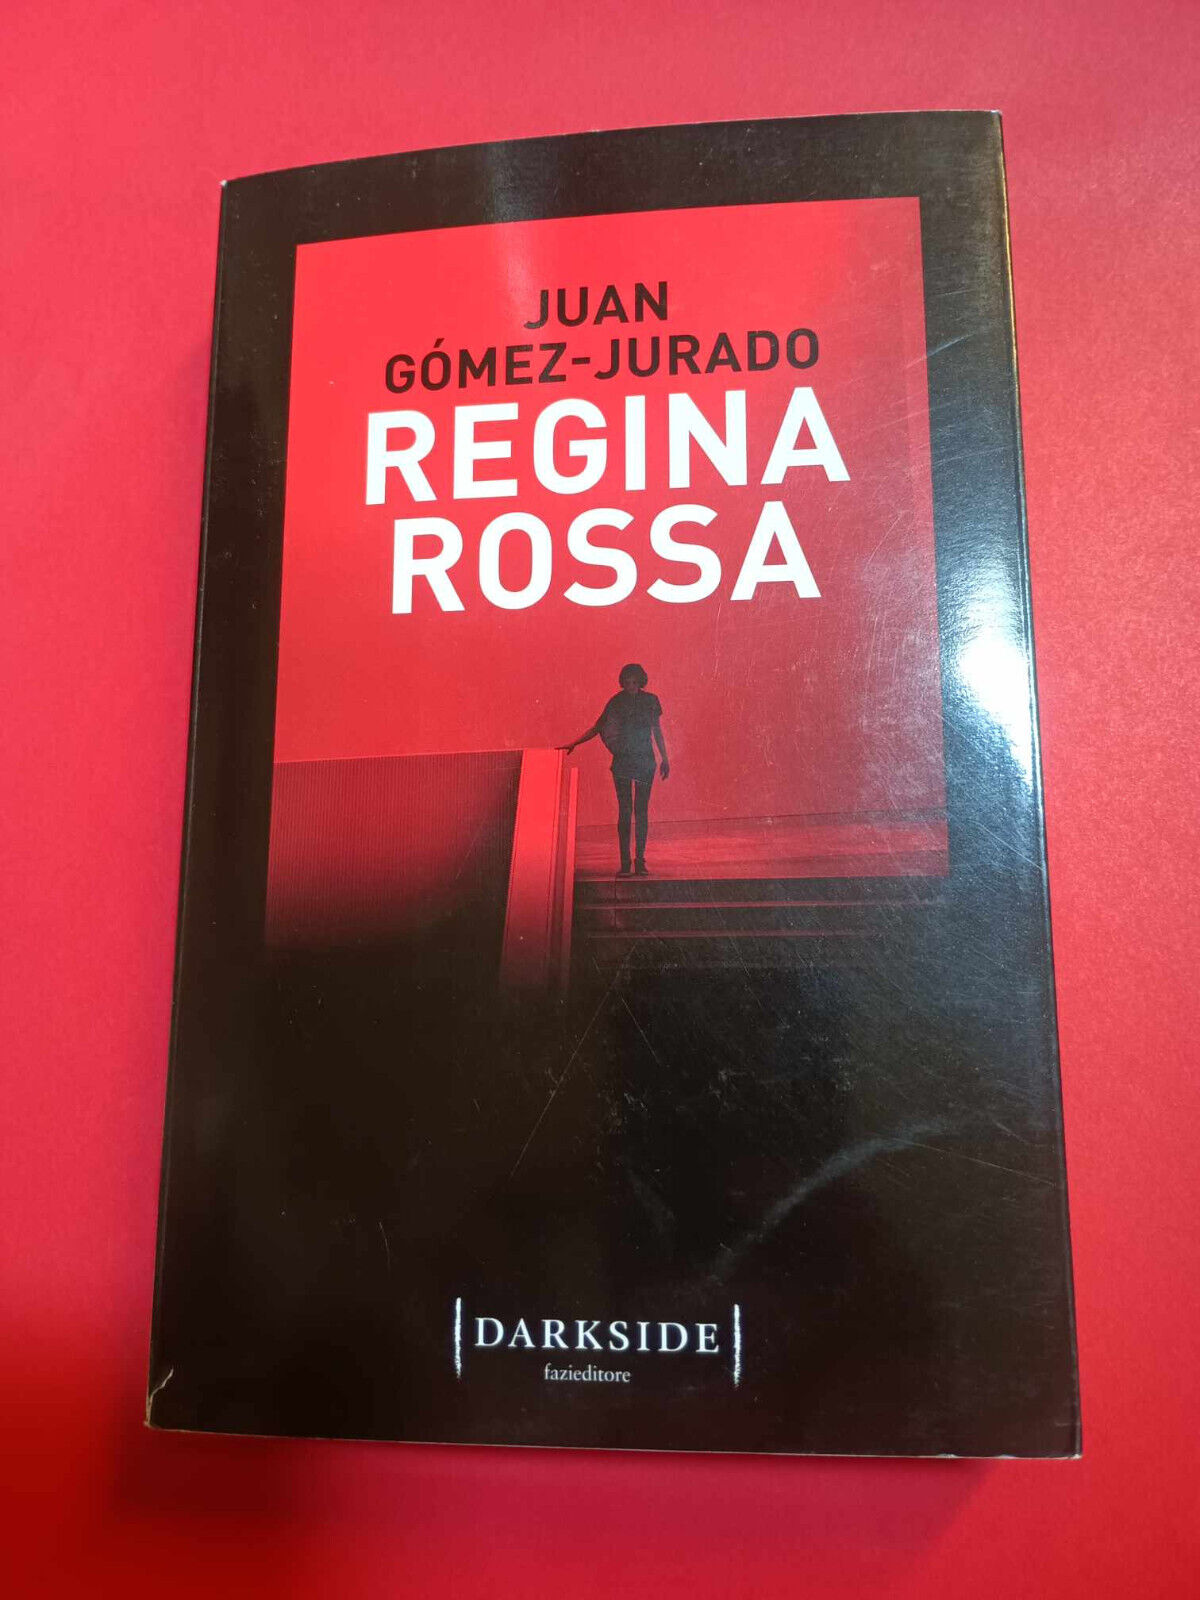 JUAN
GÓMEZ-JURADO
REGINA
ROSSA
DARKSIDE
fazieditore